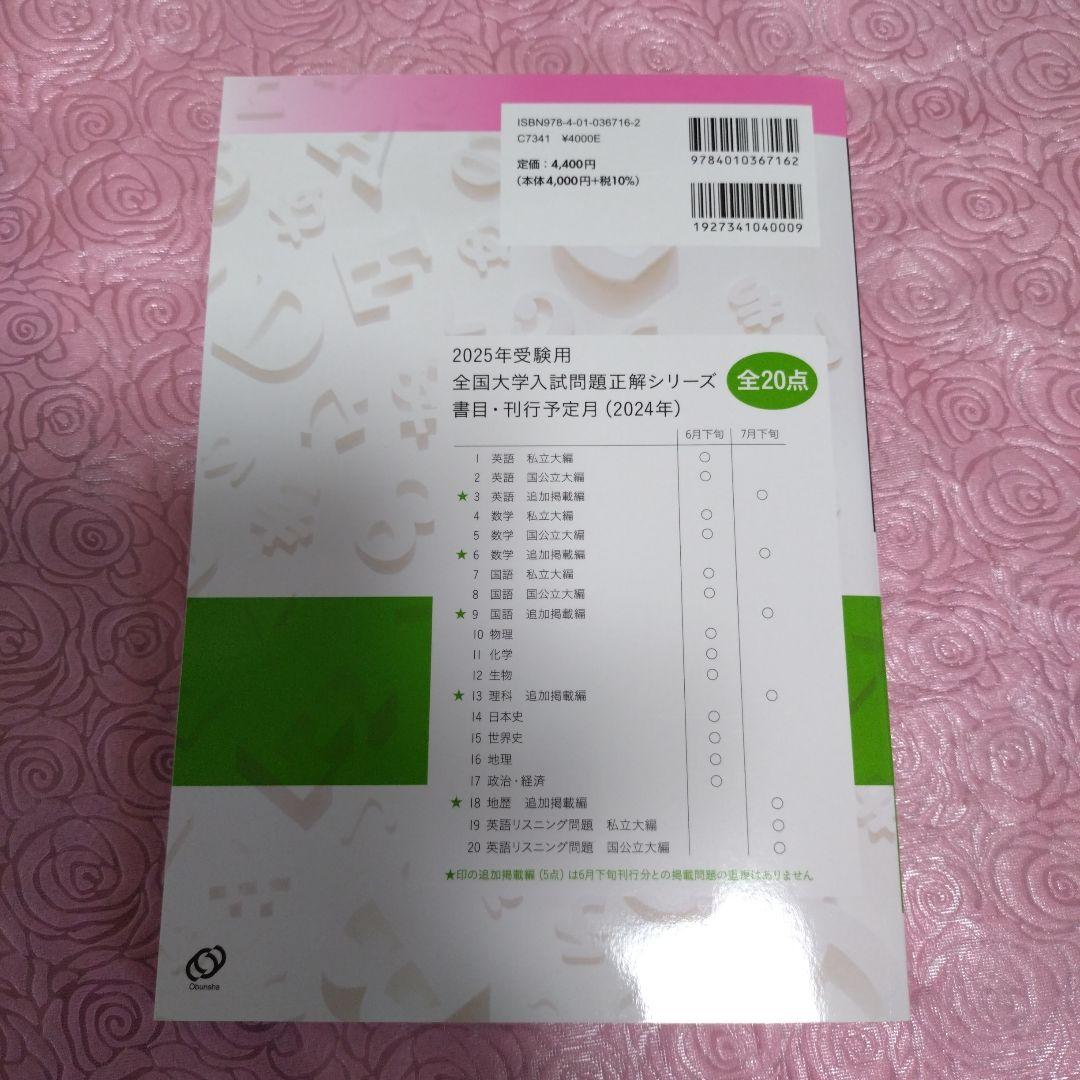 ISBN978-4-01-036716-2
C7341 ¥4000E
定価：4,400円
（本体4,000円+税10%）
9784010367162
1927341040009
2025年受験用
全国大学入試問題正解シリーズ
全20点
書目・刊行予定月（2024年）
6月下旬 7月下旬
1 英語 私立大編 ○
2 英語 国公立大編 ○
★ 3 英語 追加掲載編 ○
4 数学 私立大編 ○
5 数学 国公立大編 ○
★ 6 数学 追加掲載編 ○
7 国語 私立大編 ○
8 国語 国公立大編 ○
★ 9 国語 追加掲載編 ○
10 物理 ○
11 化学 ○
12 生物 ○
★ 13 理科 追加掲載編 ○
14 日本史 ○
15 世界史 ○
16 地理 ○
17 政治・経済 ○
★ 18 地歴 追加掲載編 ○
19 英語リスニング問題 私立大編 ○
20 英語リスニング問題 国公立大編 ○
★印の追加掲載編（5点）は6月下旬刊行分との掲載問題の重複はありません
Obunsha